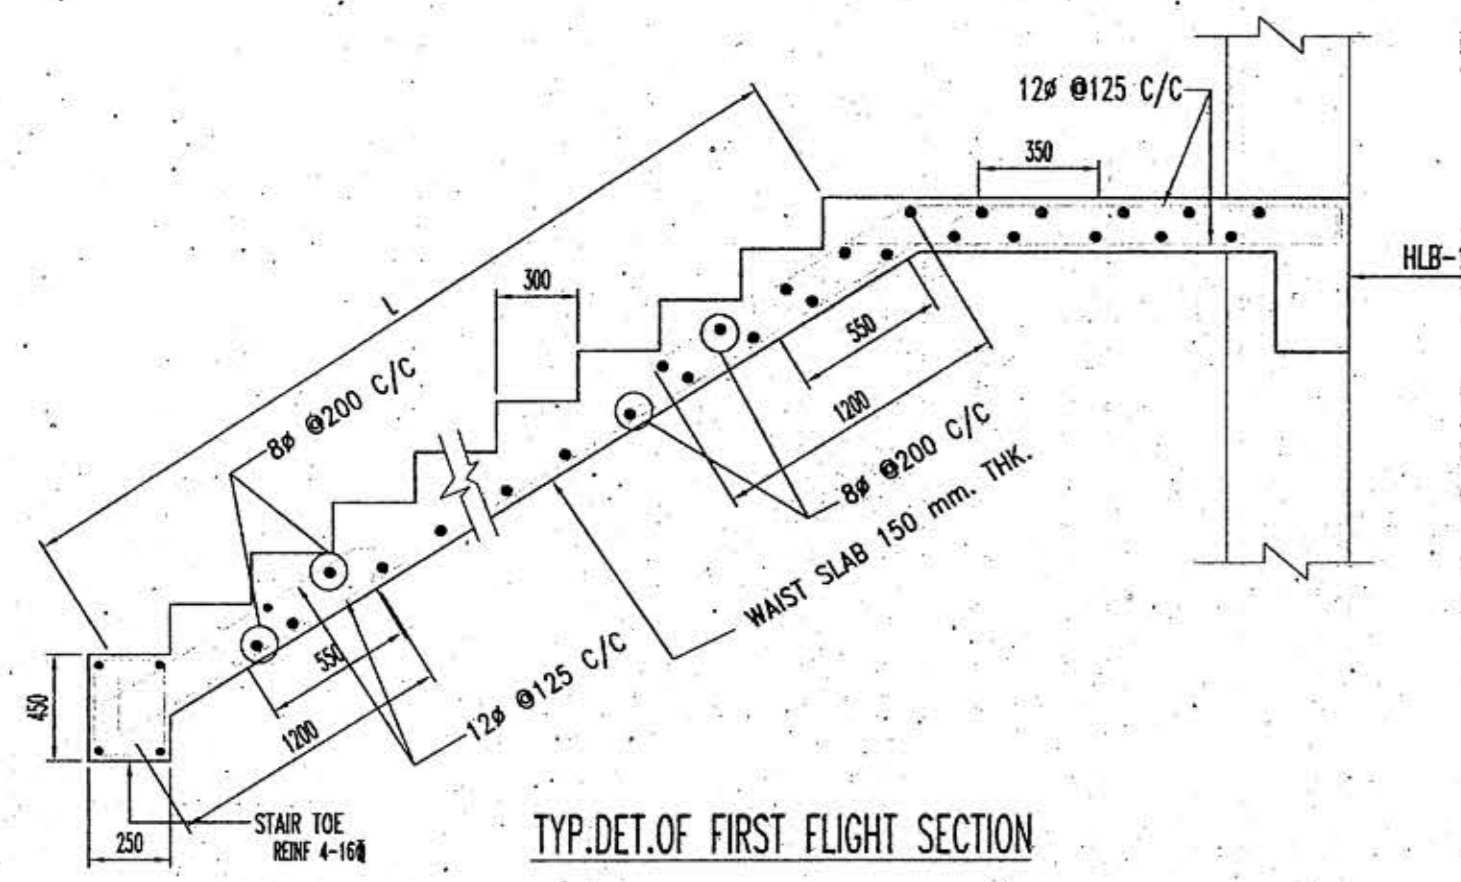 12ø @125 C/C
350
HLB-1
300
L
550
8ø @200 C/C
1200
8ø @200 C/C
WAIST SLAB 150 mm. THK.
550
450
12ø @125 C/C
1200
STAIR TOE
REINF 4-16ø
250
TYP.DET.OF FIRST FLIGHT SECTION